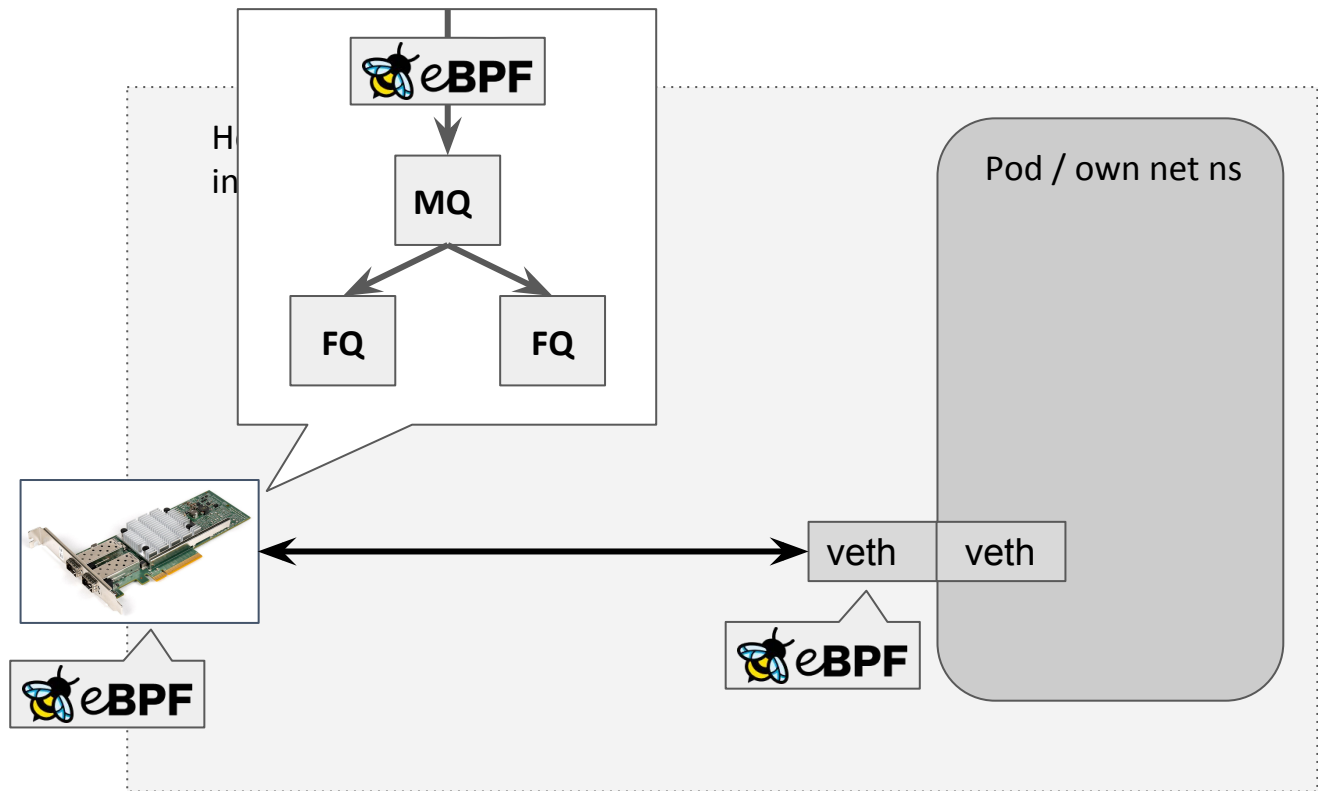 eBPF
MQ
FQ
FQ
Pod / own net ns
veth
veth
eBPF
eBPF